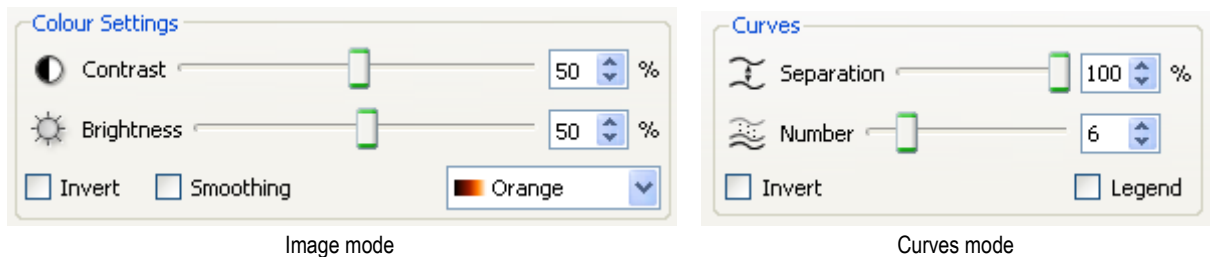 Colour Settings
Contrast 50 %
Brightness 50 %
Invert Smoothing Orange
Image mode
Curves
Separation 100 %
Number 6
Invert Legend
Curves mode